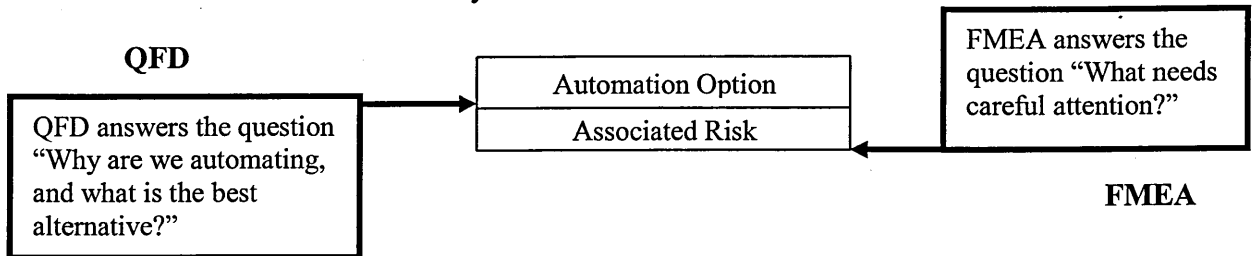 QFD
QFD answers the question
“Why are we automating,
and what is the best
alternative?”
Automation Option
Associated Risk
FMEA answers the
question “What needs
careful attention?”
FMEA